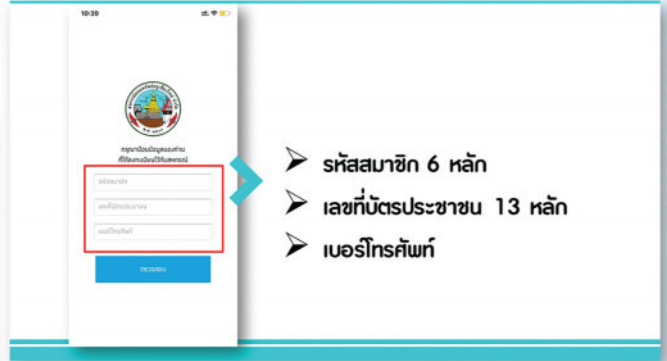 10:39
กรุณาป้อนข้อมูลของท่าน
ที่ได้ลงทะเบียนไว้กับสหกรณ์
รหัสสมาชิก
เลขที่บัตรประชาชน
เบอร์โทรศัพท์
ตรวจสอบ
➢ รหัสสมาชิก 6 หลัก
➢ เลขที่บัตรประชาชน 13 หลัก
➢ เบอร์โทรศัพท์